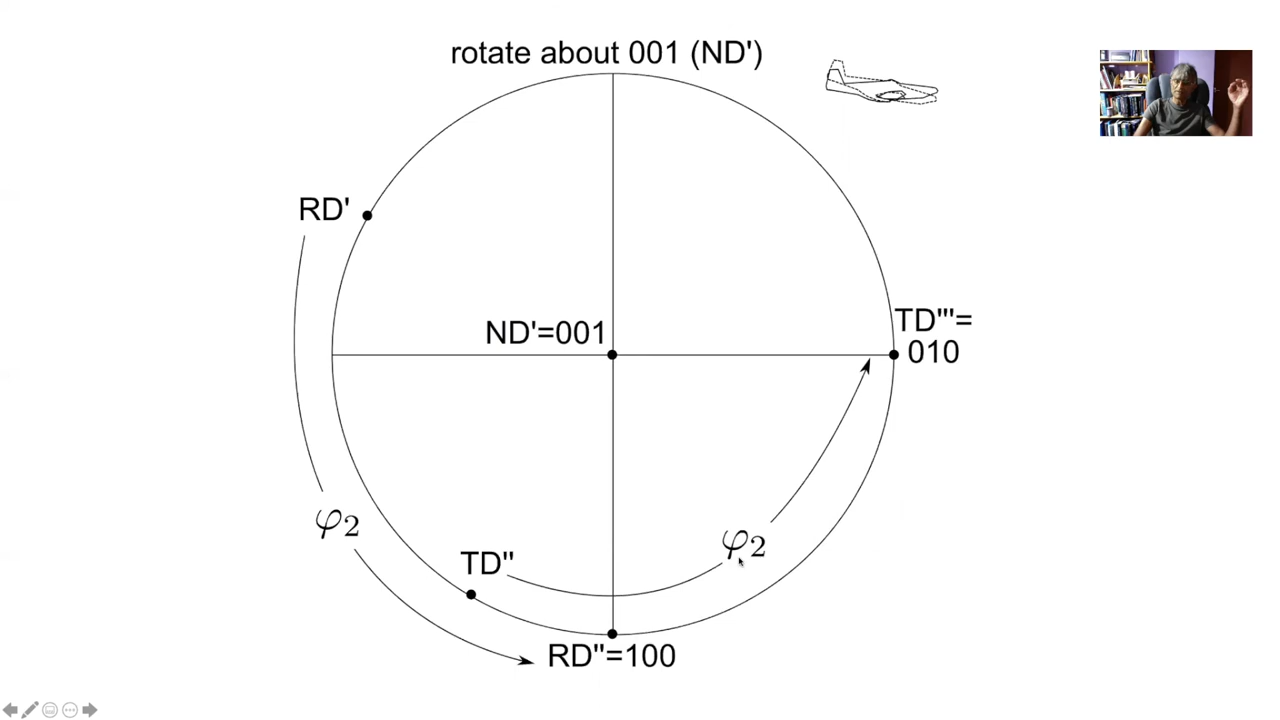 rotate about 001 (ND')
RD'
ND'=001
TD'''=
010
φ2
φ2
TD''
RD''=100